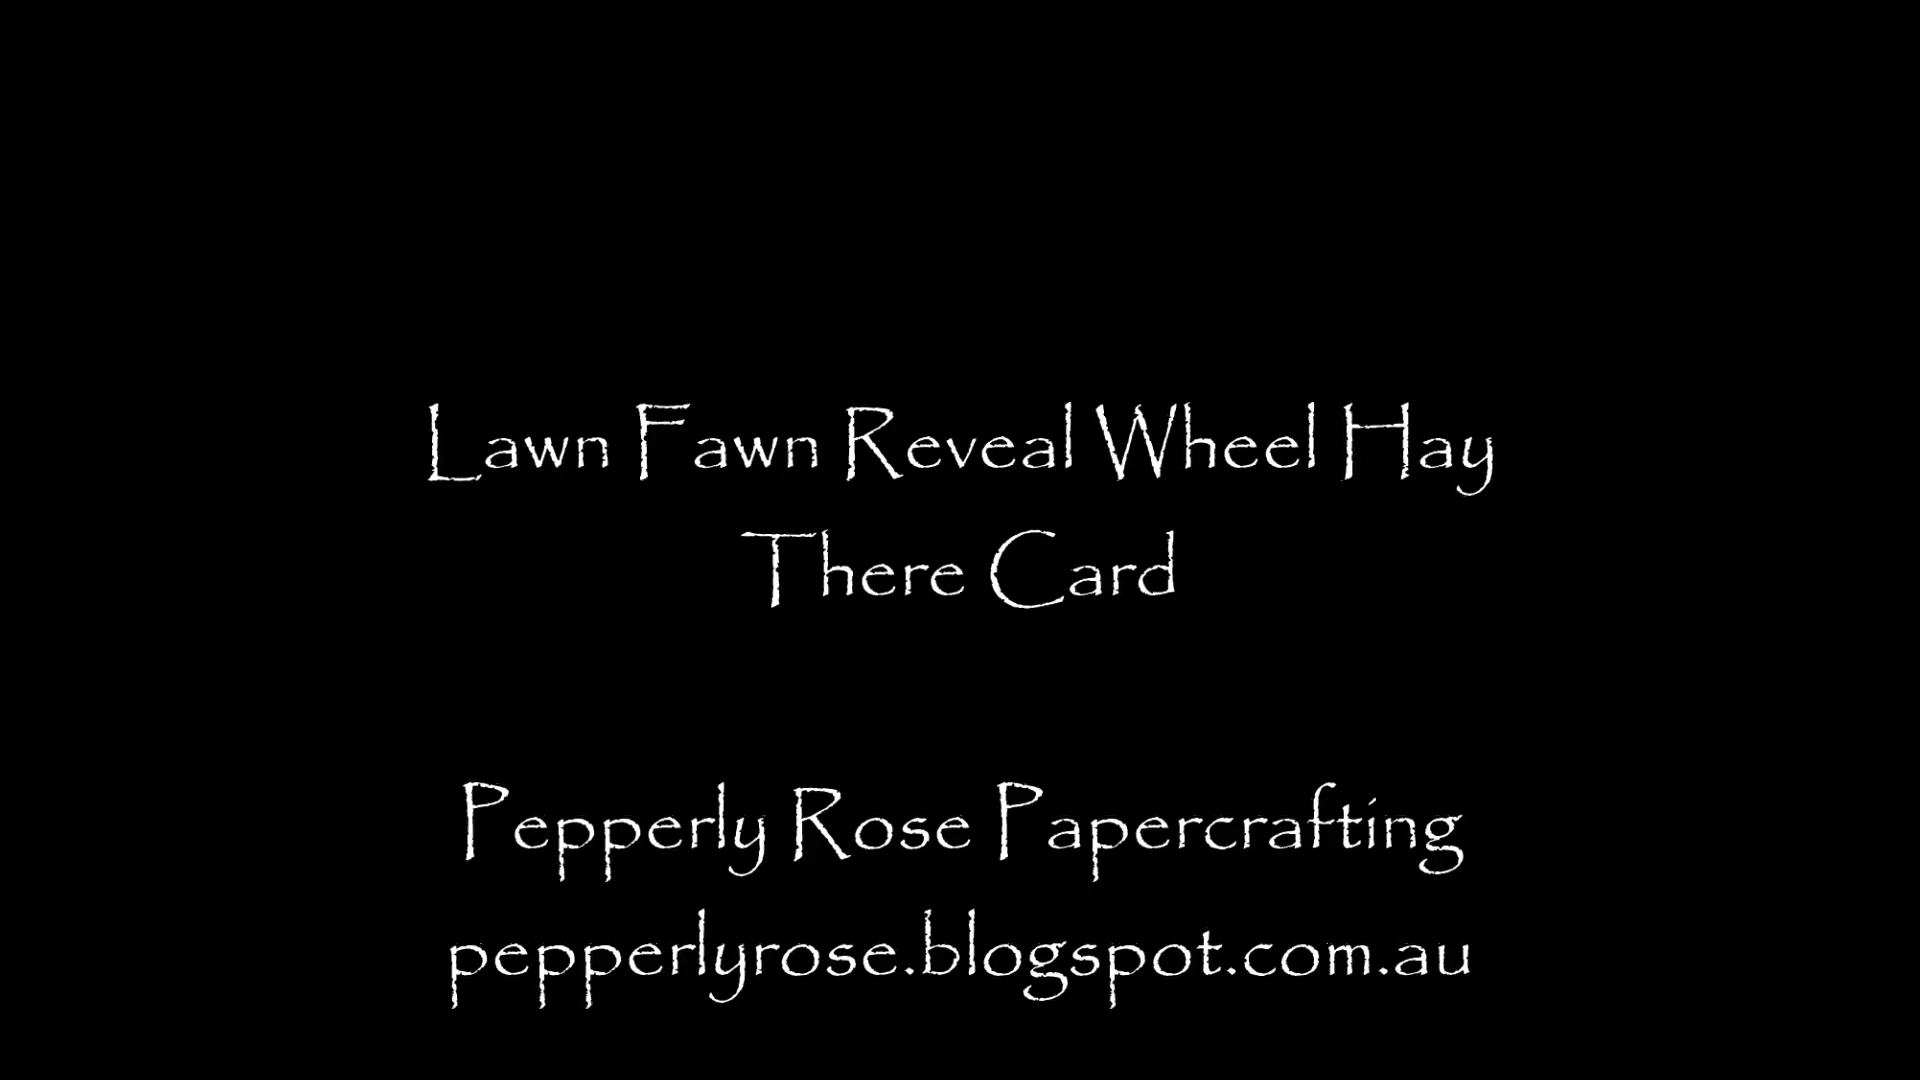 Lawn Fawn Reveal Wheel Hay
There Card
Pepperly Rose Papercrafting
pepperlyrose.blogspot.com.au